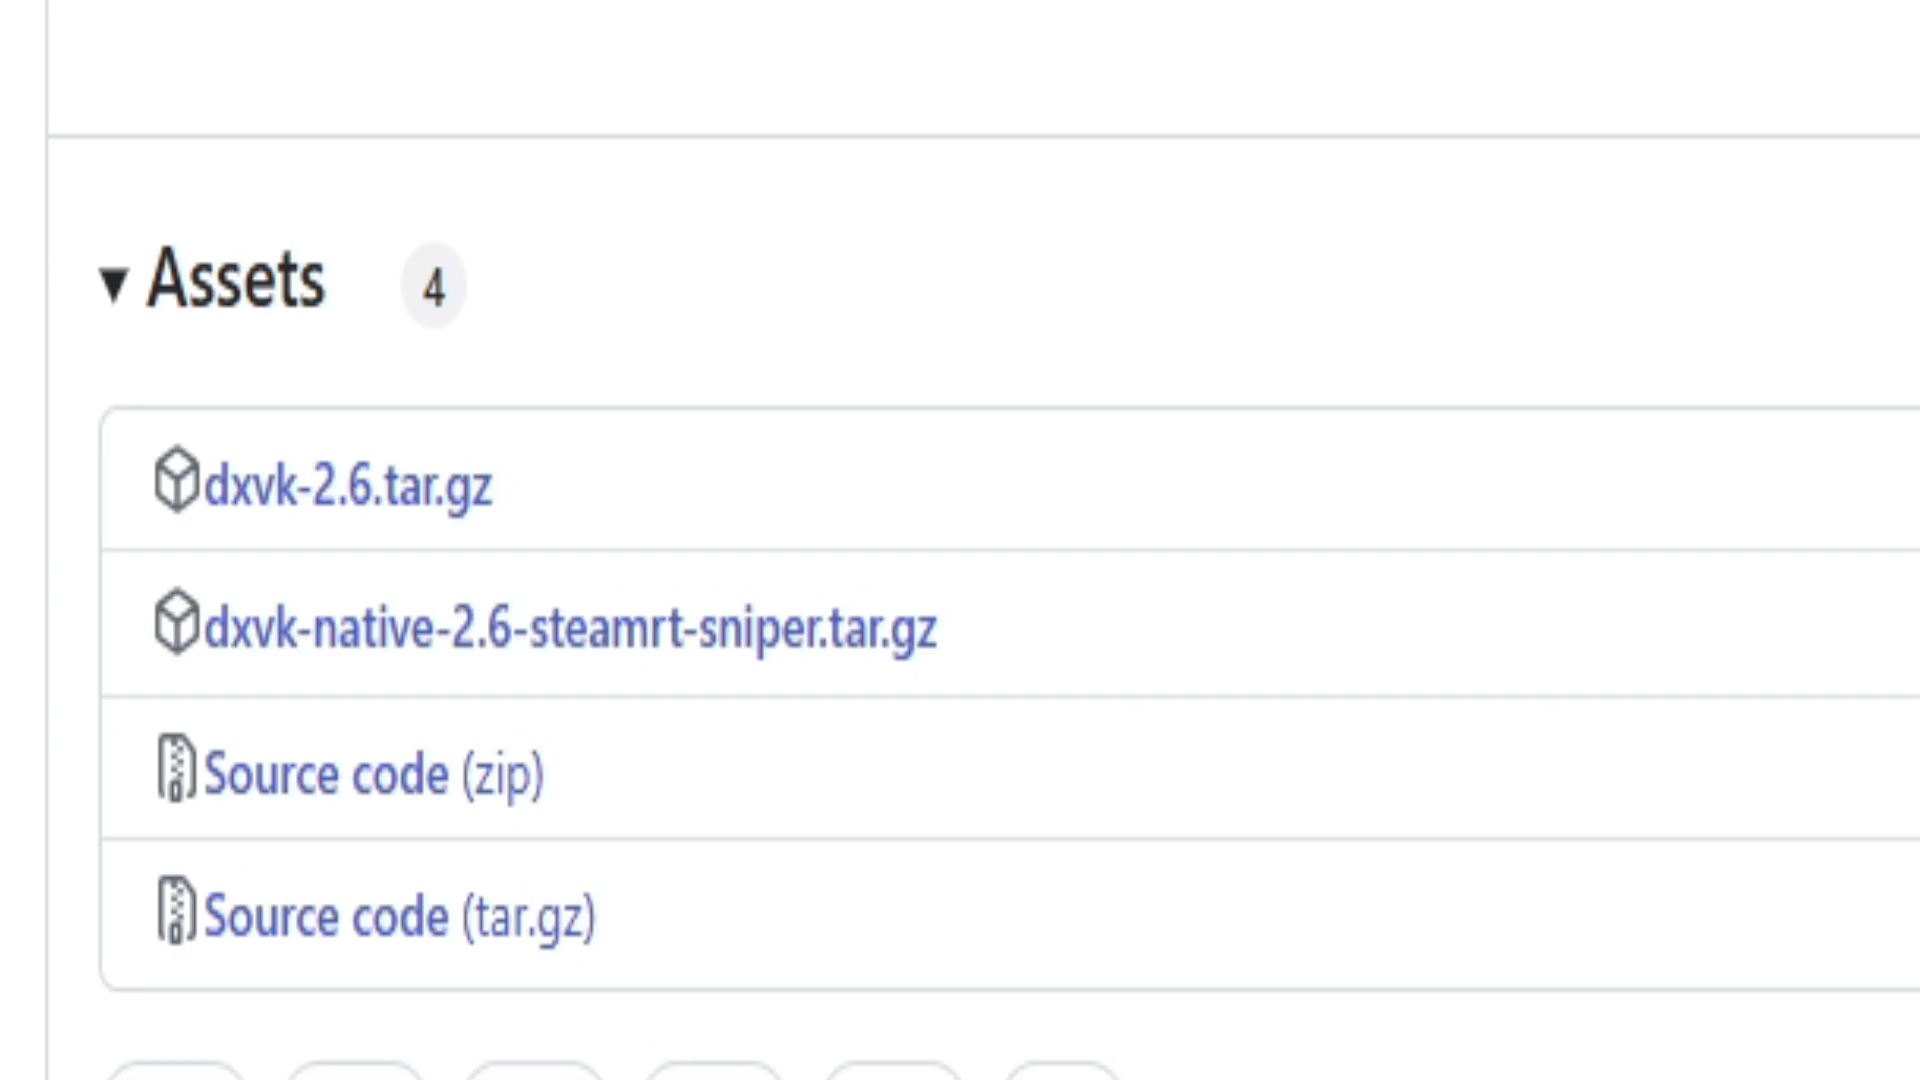 Assets 4
dxvk-2.6.tar.gz
dxvk-native-2.6-steamrt-sniper.tar.gz
Source code (zip)
Source code (tar.gz)